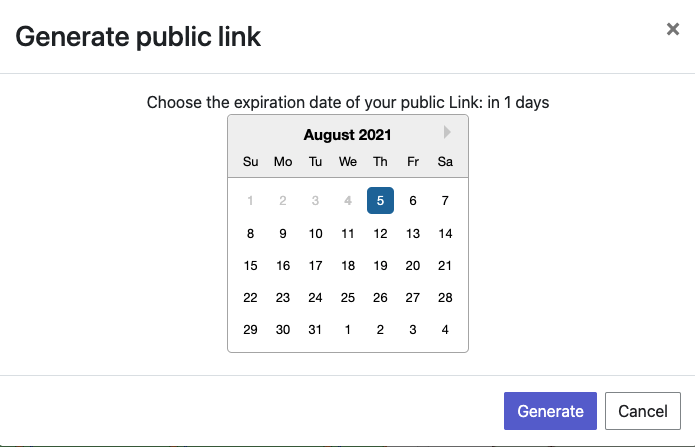 Generate public link
×
Choose the expiration date of your public Link: in 1 days
August 2021
Su Mo Tu We Th Fr Sa
1 2 3 4 5 6 7
8 9 10 11 12 13 14
15 16 17 18 19 20 21
22 23 24 25 26 27 28
29 30 31 1 2 3 4
Generate Cancel